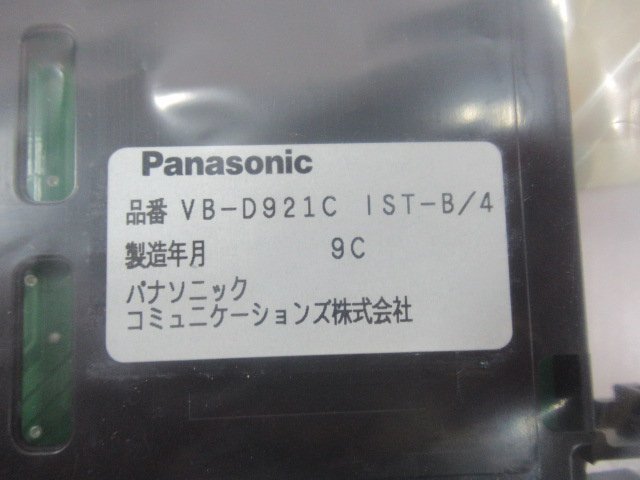 Panasonic
品番 VB-D921C IST-B/4
製造年月 9C
パナソニック
コミュニケーションズ株式会社